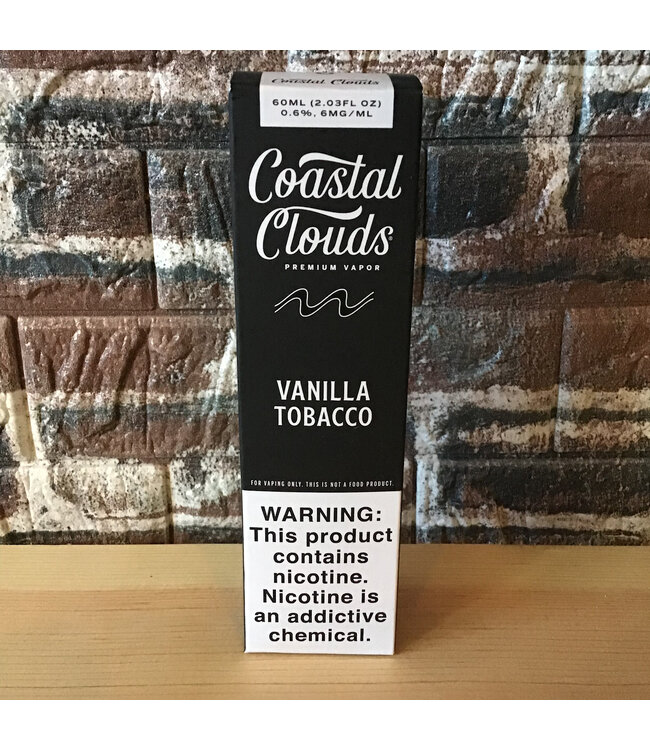 Coastal Clouds
60ML (2.03FL OZ)
0.6%, 6MG/ML
Coastal
Clouds®
PREMIUM VAPOR
VANILLA
TOBACCO
FOR VAPING ONLY. THIS IS NOT A FOOD PRODUCT.
WARNING:
This product
contains
nicotine.
Nicotine is
an addictive
chemical.